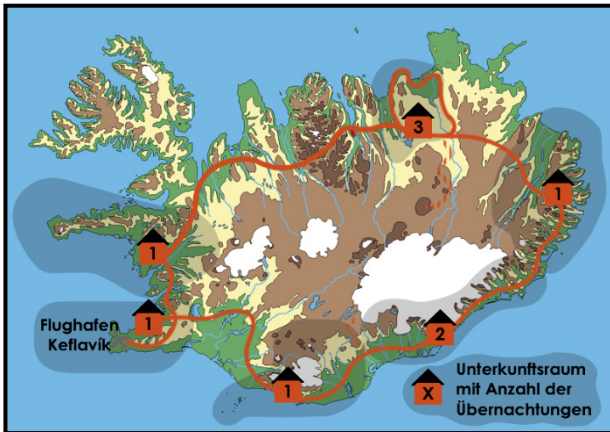 3
1
1
1
Flughafen
Keflavík
2
1
X
Unterkunftsraum
mit Anzahl der
Übernachtungen